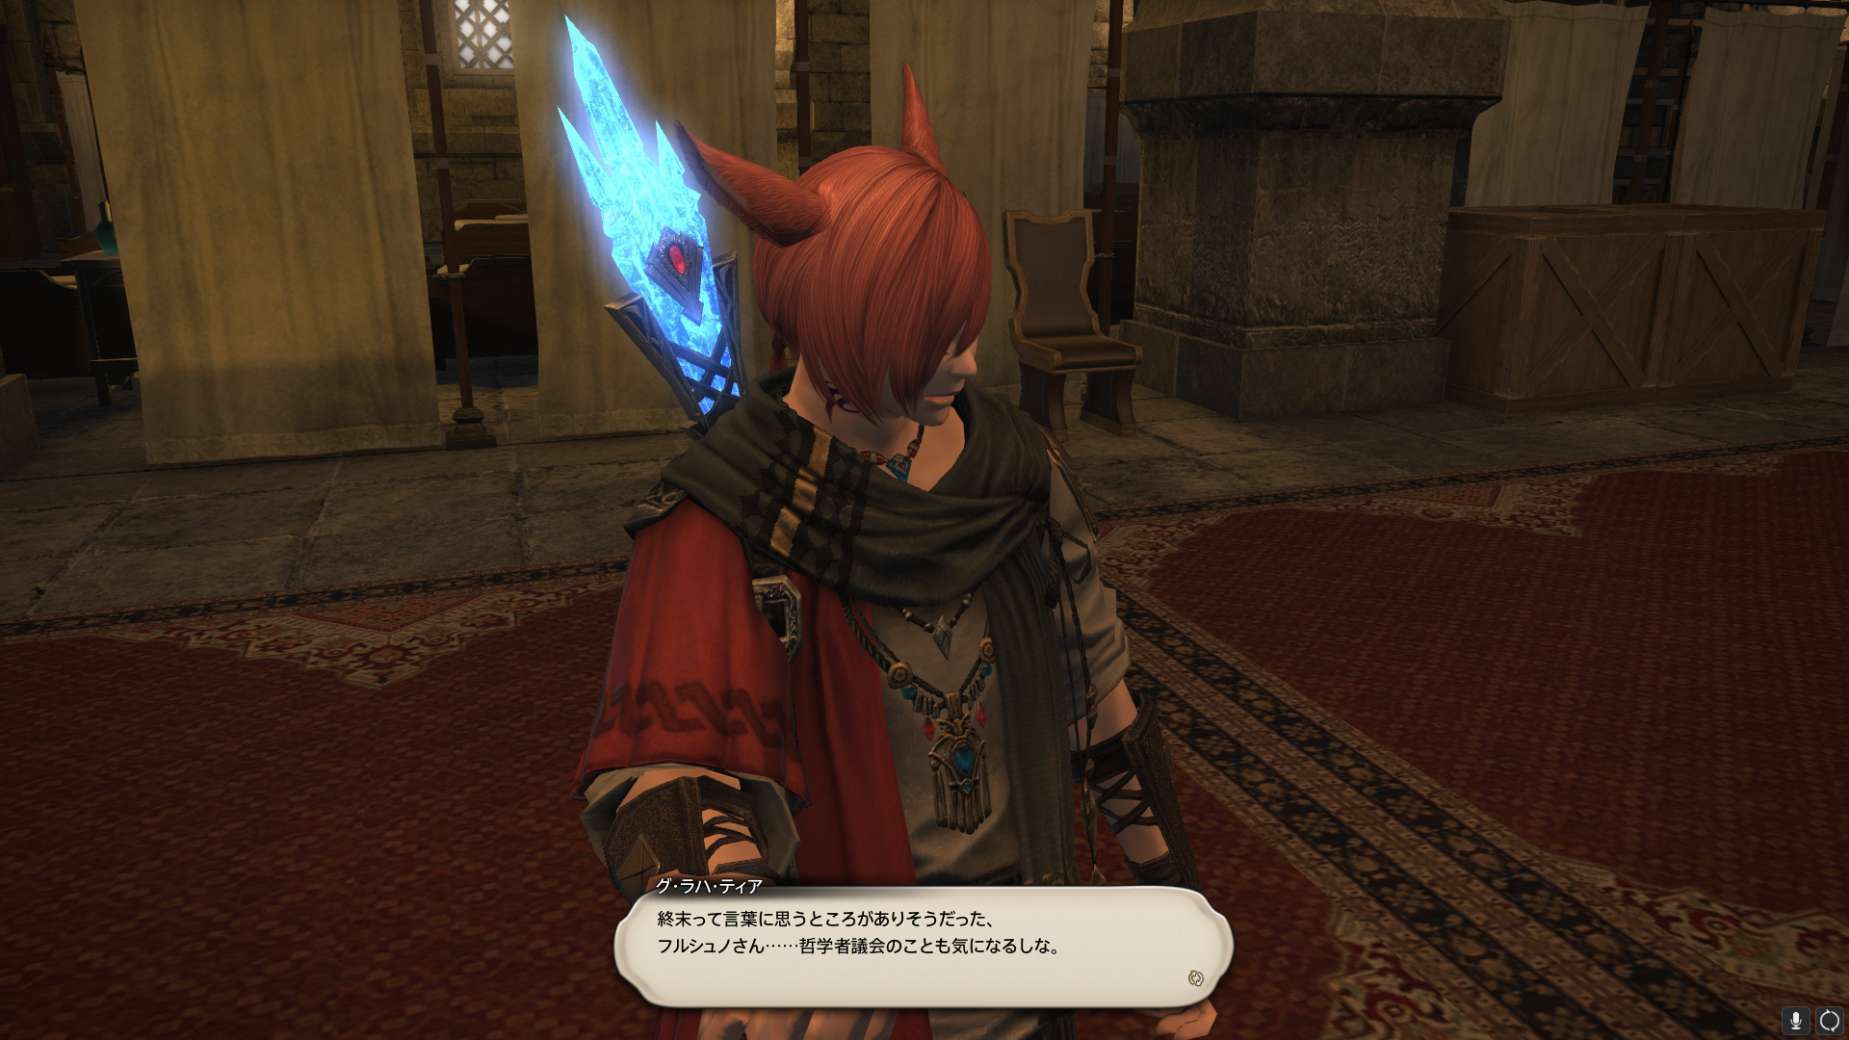 グ・ラハ・ティア
終末って言葉に思うところがありそうだった、
フルシュノさん……哲学者議会のことも気になるしな。